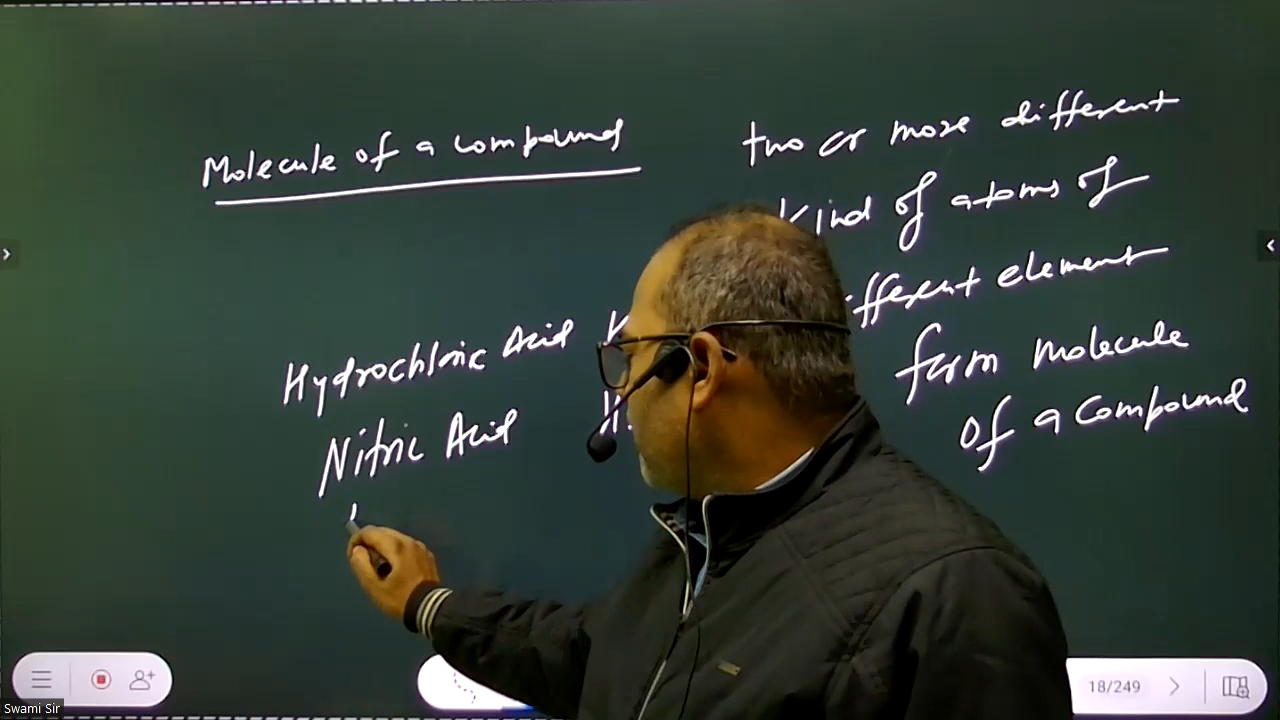 Molecule of a compound
two or more different
kind of atoms of
different element
form molecule
of a compound
Hydrochloric Acid
Nitric Acid
18/249
Swami Sir